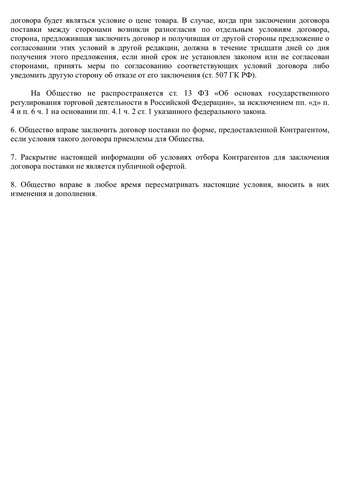 договора будет являться условие о цене товара. В случае, когда при заключении договора
поставки между сторонами возникли разногласия по отдельным условиям договора,
сторона, предложившая заключить договор и получившая от другой стороны предложение о
согласовании этих условий в другой редакции, должна в течение тридцати дней со дня
получения этого предложения, если иной срок не установлен законом или не согласован
сторонами, принять меры по согласованию соответствующих условий договора либо
уведомить другую сторону об отказе от его заключения (ст. 507 ГК РФ).
На Общество не распространяется ст. 13 ФЗ «Об основах государственного
регулирования торговой деятельности в Российской Федерации», за исключением пп. «д» п.
4 и п. 6 ч. 1 на основании пп. 4.1 ч. 2 ст. 1 указанного федерального закона.
6. Общество вправе заключить договор поставки по форме, предоставленной Контрагентом,
если условия такого договора приемлемы для Общества.
7. Раскрытие настоящей информации об условиях отбора Контрагентов для заключения
договора поставки не является публичной офертой.
8. Общество вправе в любое время пересматривать настоящие условия, вносить в них
изменения и дополнения.